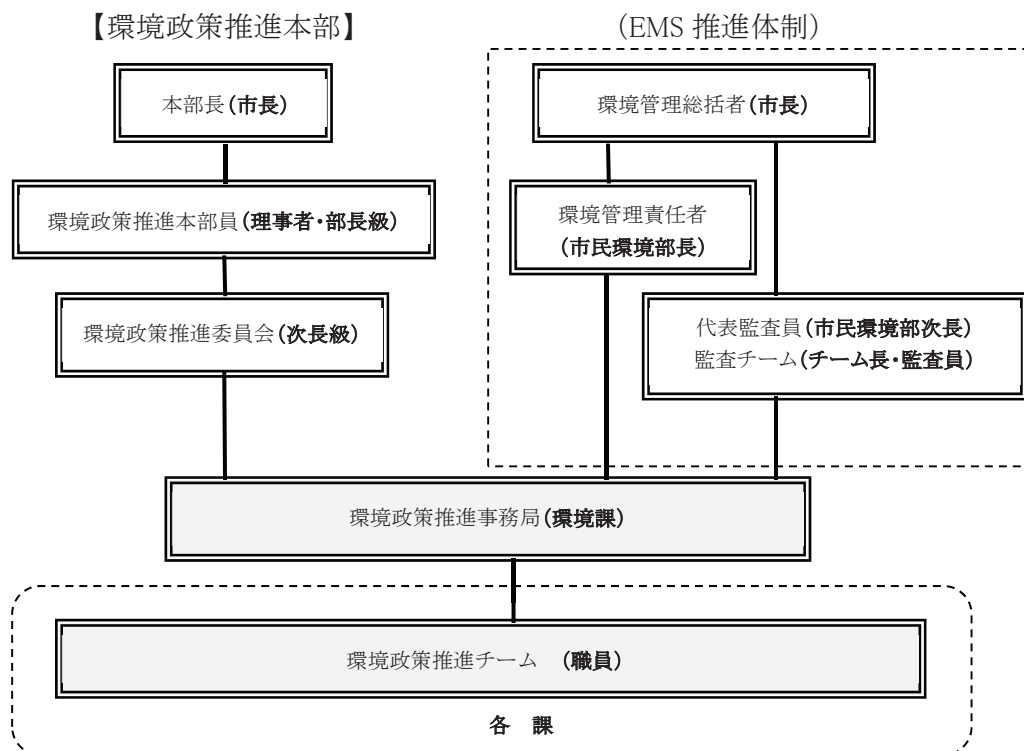 【環境政策推進本部】
(EMS 推進体制)
本部長(市長)
環境管理総括者(市長)
環境政策推進本部員(理事者・部長級)
環境管理責任者
(市民環境部長)
環境政策推進委員会(次長級)
代表監査員(市民環境部次長)
監査チーム(チーム長・監査員)
環境政策推進事務局(環境課)
環境政策推進チーム (職員)
各 課